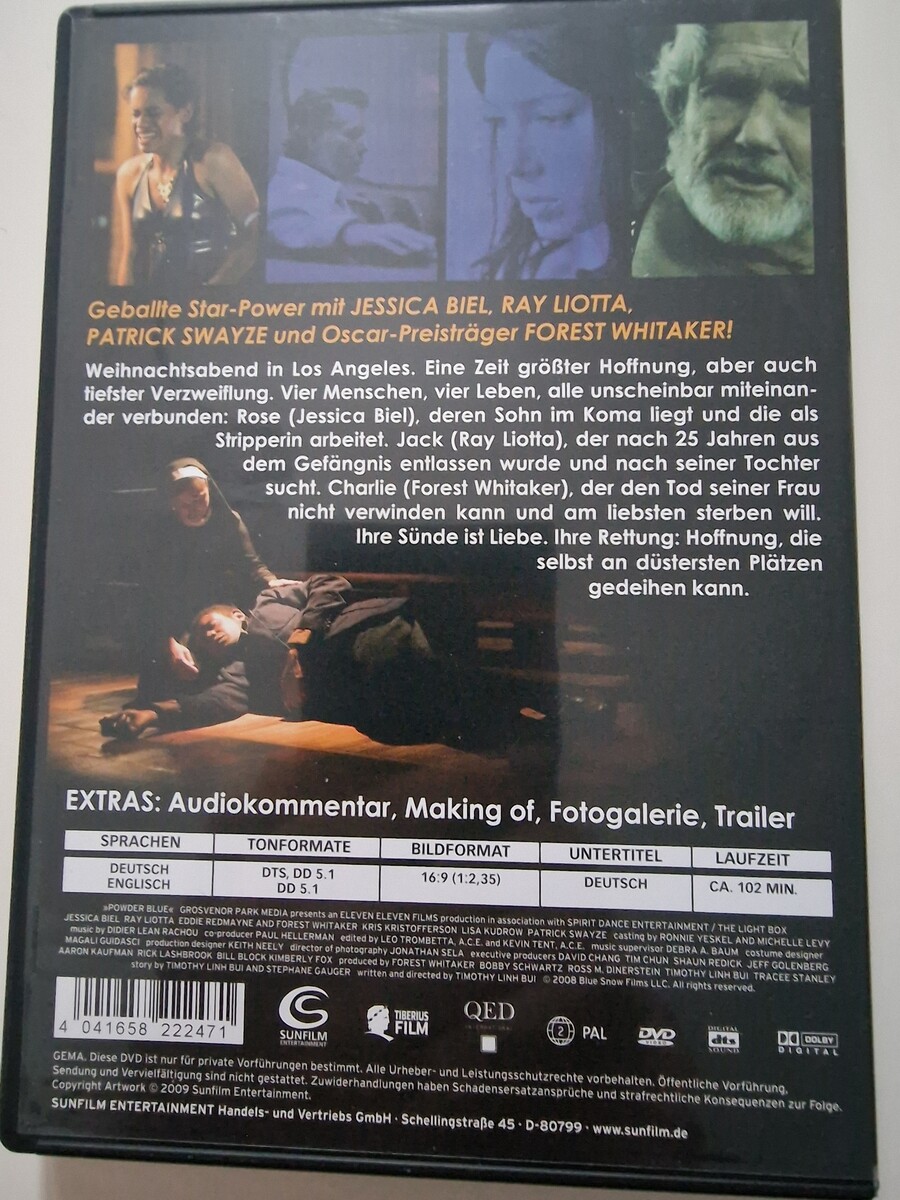 Geballte Star-Power mit JESSICA BIEL, RAY LIOTTA,
PATRICK SWAYZE und Oscar-Preisträger FOREST WHITAKER!
Weihnachtsabend in Los Angeles. Eine Zeit größter Hoffnung, aber auch
tiefster Verzweiflung. Vier Menschen, vier Leben, alle unscheinbar miteinan-
der verbunden: Rose (Jessica Biel), deren Sohn im Koma liegt und die als
Stripperin arbeitet. Jack (Ray Liotta), der nach 25 Jahren aus
dem Gefängnis entlassen wurde und nach seiner Tochter
sucht. Charlie (Forest Whitaker), der den Tod seiner Frau
nicht verwinden kann und am liebsten sterben will.
Ihre Sünde ist Liebe. Ihre Rettung: Hoffnung, die
selbst an düstersten Plätzen
gedeihen kann.
EXTRAS: Audiokommentar, Making of, Fotogalerie, Trailer
SPRACHEN TONFORMATE BILDFORMAT UNTERTITEL LAUFZEIT
DEUTSCH DTS, DD 5.1 16:9 (1:2,35) DEUTSCH CA. 102 MIN.
ENGLISCH DD 5.1
»POWDER BLUE« GROSVENOR PARK MEDIA presents an ELEVEN ELEVEN FILMS production in association with SPIRIT DANCE ENTERTAINMENT / THE LIGHT BOX
JESSICA BIEL RAY LIOTTA EDDIE REDMAYNE AND FOREST WHITAKER KRIS KRISTOFFERSON LISA KUDROW PATRICK SWAYZE casting by RONNIE YESKEL AND MICHELLE LEVY
music by DIDIER LEAN RACHOU co-producer PAUL HELLERMAN edited by LEO TROMBETTA, A.C.E. and KEVIN TENT, A.C.E. music supervisor DEBRA A. BAUM costume designer
MAGALI GUIDASCI production designer KEITH NEELY director of photography JONATHAN SELA executive producers DAVID CHANG TIM CHUN SHAUN REDICK JEFF GOLENBERG
AARON KAUFMAN RICK LASHBROOK BILL BLOCK KIMBERLY FOX produced by FOREST WHITAKER BOBBY SCHWARTZ ROSS M. DINERSTEIN TIMOTHY LINH BUI TRACEE STANLEY
story by TIMOTHY LINH BUI AND STEPHANE GAUGER written and directed by TIMOTHY LINH BUI © 2008 Blue Snow Films LLC. All rights reserved.
4 041658 222471
SUNFILM
ENTERTAINMENT
TIBERIUS
FILM
QED
INTERNATIONAL
2 PAL
DVD
VIDEO
DIGITAL
dts
SOUND
DOLBY
DIGITAL
GEMA. Diese DVD ist nur für private Vorführungen bestimmt. Alle Urheber- und Leistungsschutzrechte vorbehalten. Öffentliche Vorführung,
Sendung und Vervielfältigung sind nicht gestattet. Zuwiderhandlungen haben Schadensersatzansprüche und strafrechtliche Konsequenzen zur Folge.
Copyright Artwork © 2009 Sunfilm Entertainment.
SUNFILM ENTERTAINMENT Handels- und Vertriebs GmbH · Schellingstraße 45 · D-80799 · www.sunfilm.de